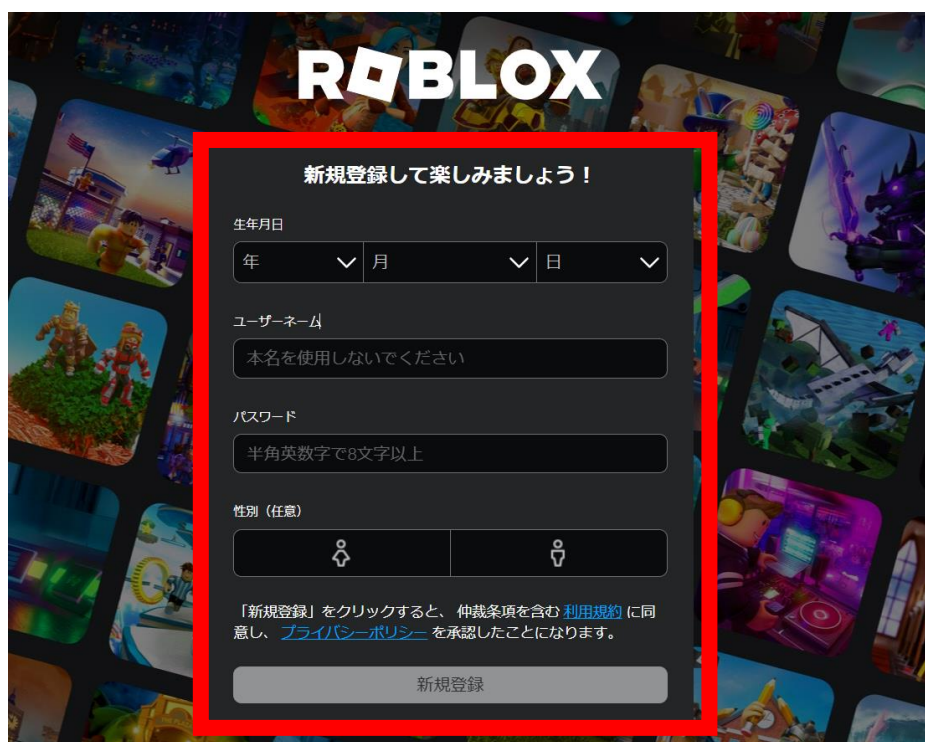 ROBLOX
新規登録して楽しみましょう！
生年月日
年 月 日
ユーザーネーム
本名を使用しないでください
パスワード
半角英数字で8文字以上
性別（任意）
「新規登録」をクリックすると、 仲裁条項を含む 利用規約 に同
意し、 プライバシーポリシー を承認したことになります。
新規登録